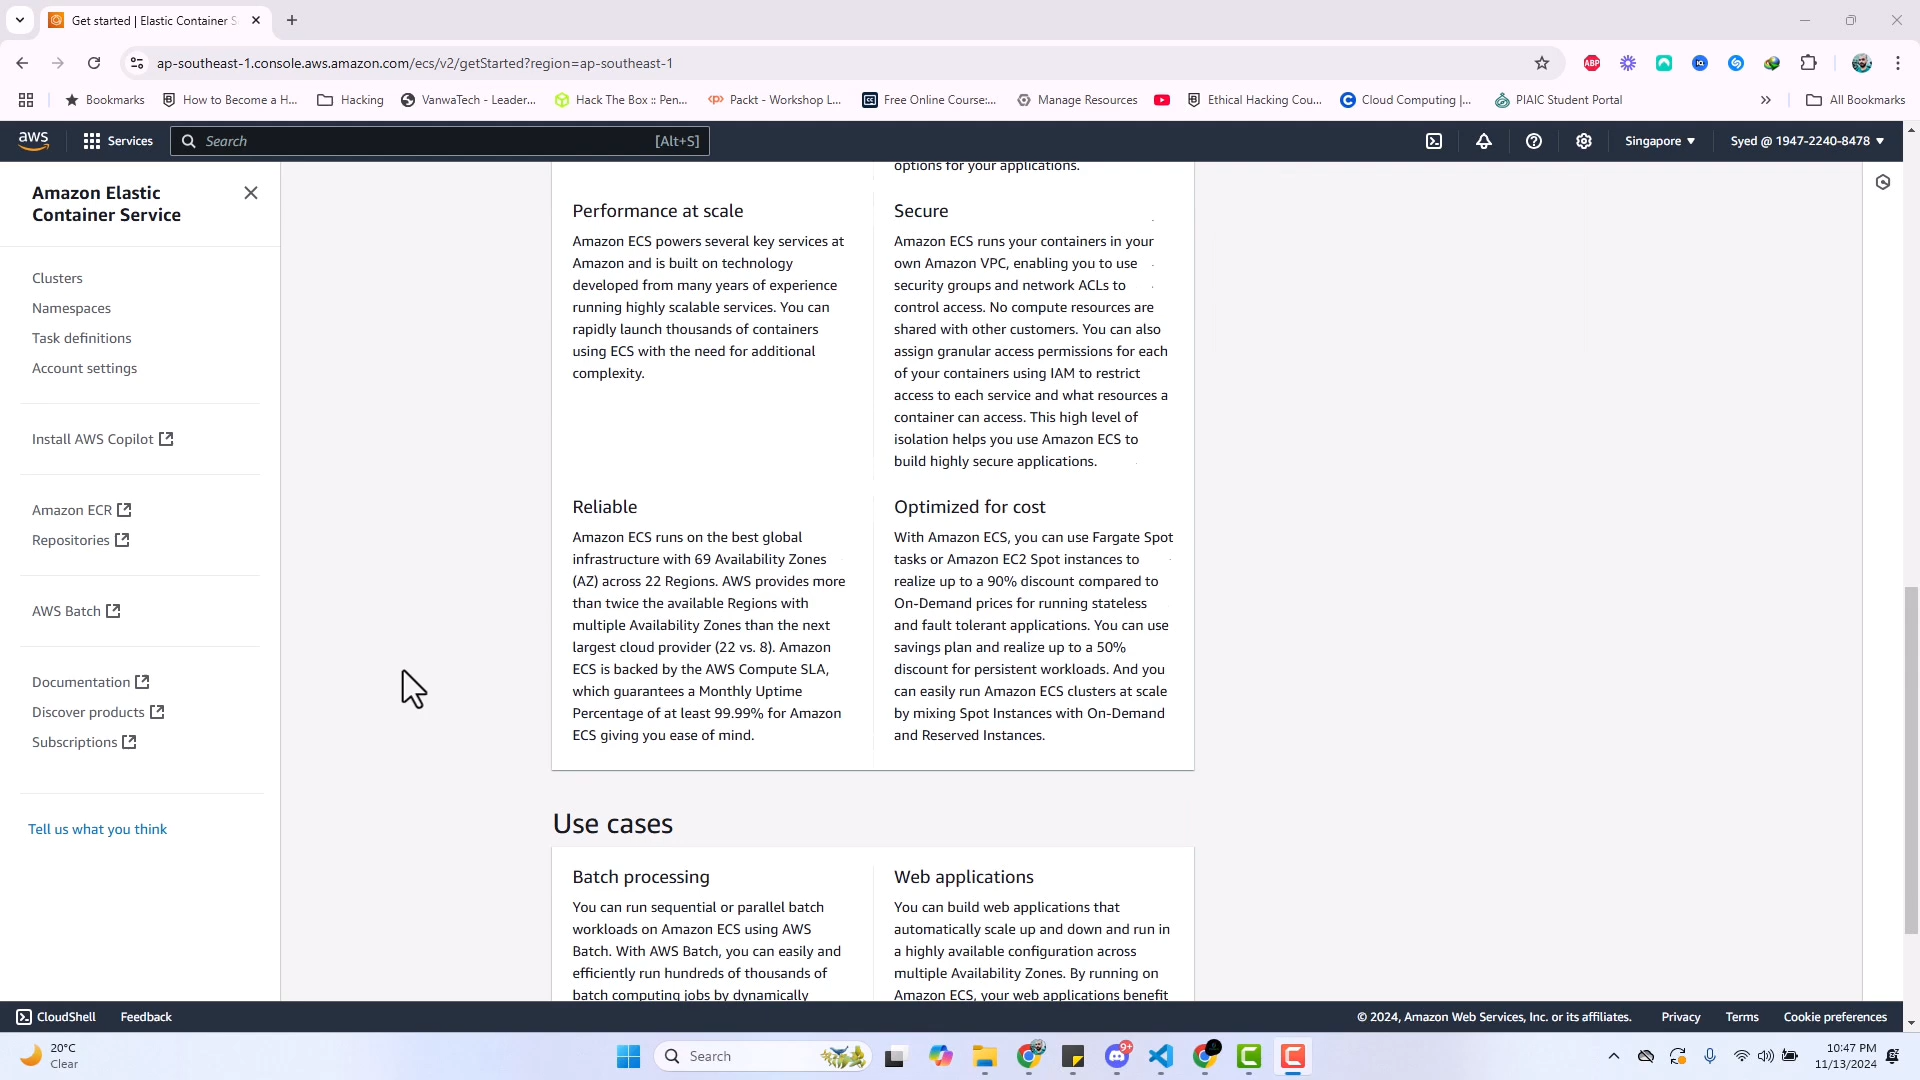 Get started | Elastic Container S
ap-southeast-1.console.aws.amazon.com/ecs/v2/getStarted?region=ap-southeast-1
ABP
Bookmarks
How to Become a H...
Hacking
VanwaTech - Leader...
Hack The Box :: Pen...
Packt - Workshop L...
Free Online Course:...
Manage Resources
Ethical Hacking Cou...
Cloud Computing |...
PIAIC Student Portal
All Bookmarks
aws
Services
Search
[Alt+S]
Singapore
Syed @ 1947-2240-8478
Amazon Elastic
Container Service
Clusters
Namespaces
Task definitions
Account settings
Install AWS Copilot
Amazon ECR
Repositories
AWS Batch
Documentation
Discover products
Subscriptions
Tell us what you think
options for your applications.
Performance at scale
Amazon ECS powers several key services at
Amazon and is built on technology
developed from many years of experience
running highly scalable services. You can
rapidly launch thousands of containers
using ECS with the need for additional
complexity.
Secure
Amazon ECS runs your containers in your
own Amazon VPC, enabling you to use
security groups and network ACLs to
control access. No compute resources are
shared with other customers. You can also
assign granular access permissions for each
of your containers using IAM to restrict
access to each service and what resources a
container can access. This high level of
isolation helps you use Amazon ECS to
build highly secure applications.
Reliable
Amazon ECS runs on the best global
infrastructure with 69 Availability Zones
(AZ) across 22 Regions. AWS provides more
than twice the available Regions with
multiple Availability Zones than the next
largest cloud provider (22 vs. 8). Amazon
ECS is backed by the AWS Compute SLA,
which guarantees a Monthly Uptime
Percentage of at least 99.99% for Amazon
ECS giving you ease of mind.
Optimized for cost
With Amazon ECS, you can use Fargate Spot
tasks or Amazon EC2 Spot instances to
realize up to a 90% discount compared to
On-Demand prices for running stateless
and fault tolerant applications. You can use
savings plan and realize up to a 50%
discount for persistent workloads. And you
can easily run Amazon ECS clusters at scale
by mixing Spot Instances with On-Demand
and Reserved Instances.
Use cases
Batch processing
You can run sequential or parallel batch
workloads on Amazon ECS using AWS
Batch. With AWS Batch, you can easily and
efficiently run hundreds of thousands of
batch computing jobs by dynamically
Web applications
You can build web applications that
automatically scale up and down and run in
a highly available configuration across
multiple Availability Zones. By running on
Amazon ECS, your web applications benefit
CloudShell
Feedback
© 2024, Amazon Web Services, Inc. or its affiliates.
Privacy
Terms
Cookie preferences
20°C
Clear
Search
9+
10:47 PM
11/13/2024